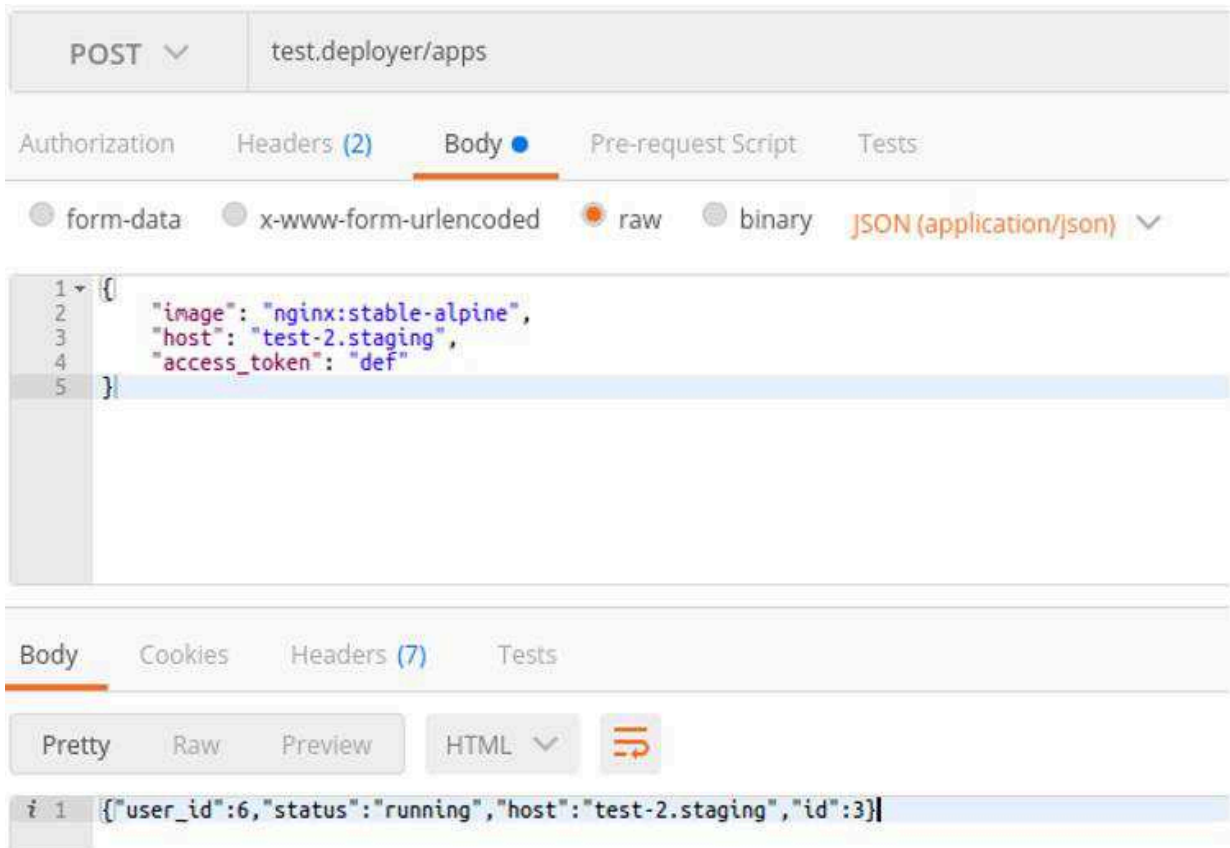 POST test.deployer/apps
Authorization Headers (2) Body Pre-request Script Tests
form-data x-www-form-urlencoded raw binary JSON (application/json)
1 {
2 "image": "nginx:stable-alpine",
3 "host": "test-2.staging",
4 "access_token": "def"
5 }
Body Cookies Headers (7) Tests
Pretty Raw Preview HTML
i 1 {"user_id":6,"status":"running","host":"test-2.staging","id":3}